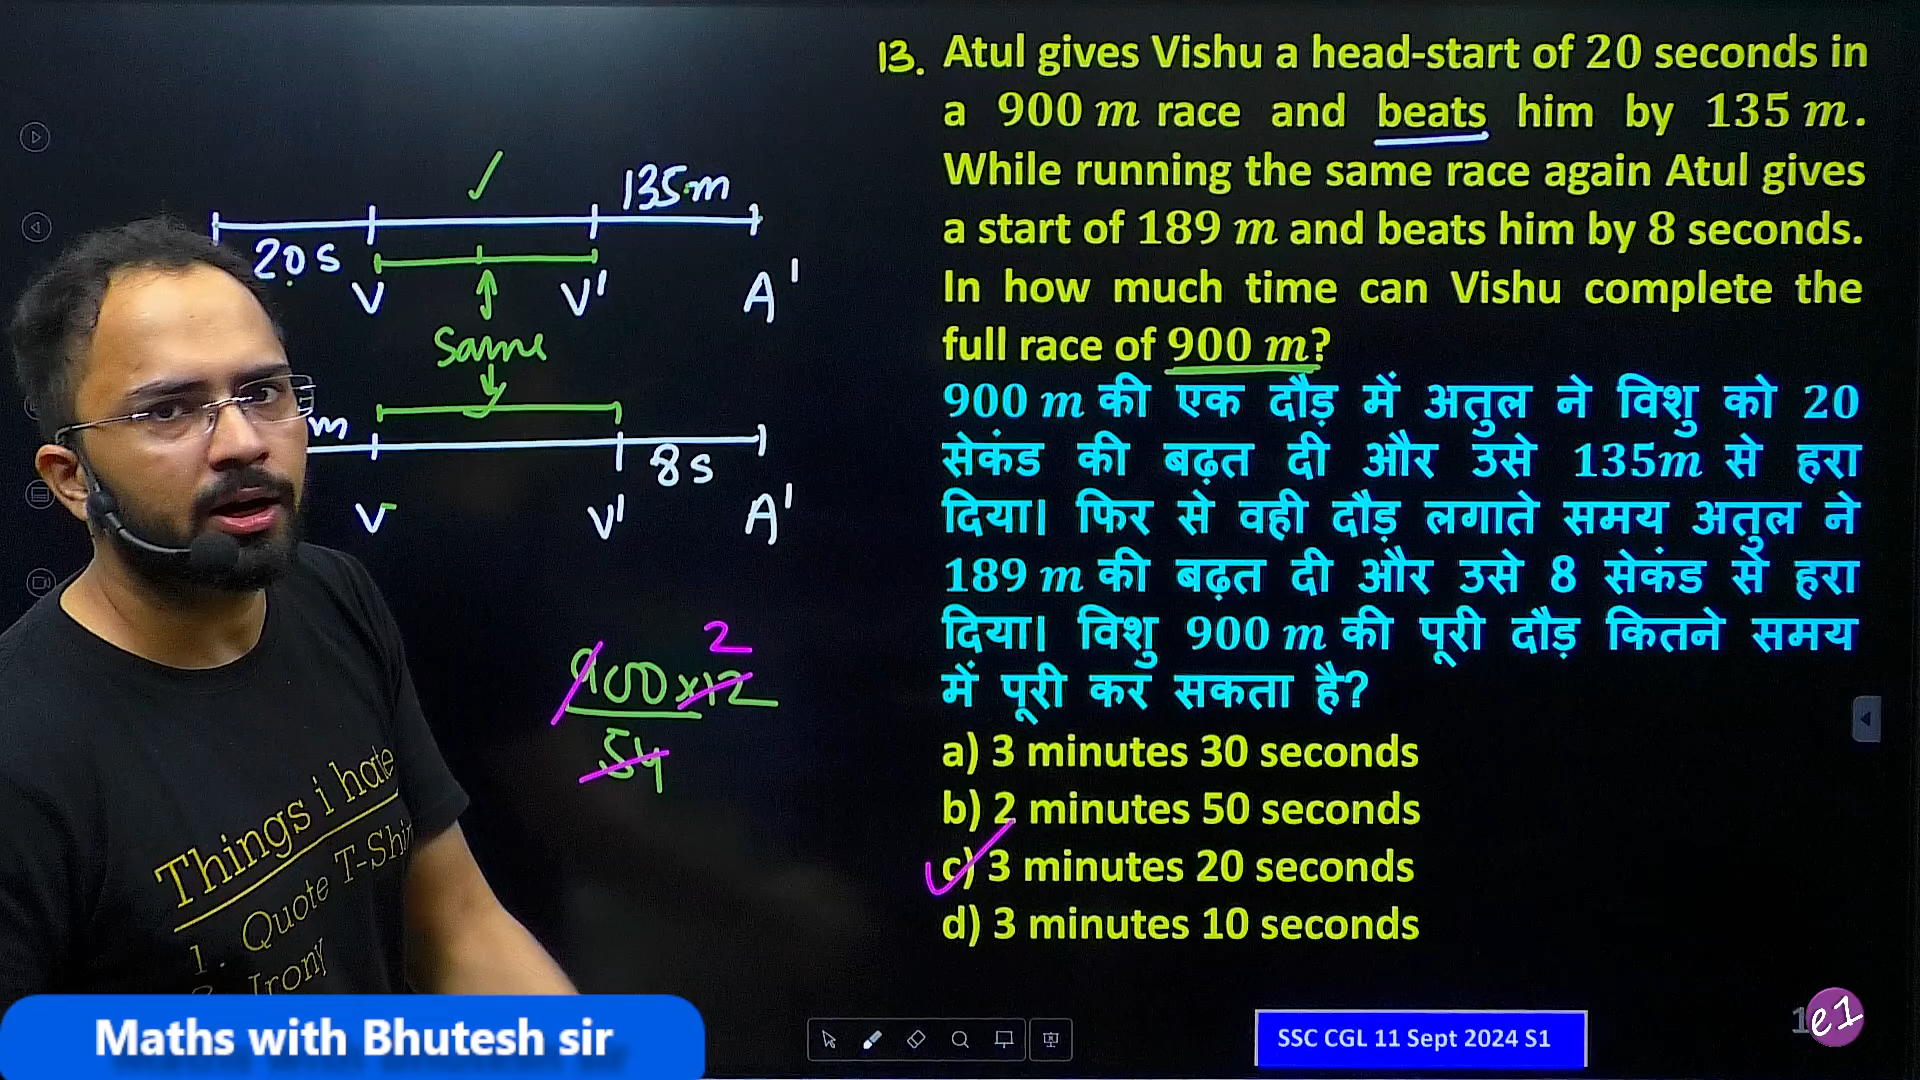 13. Atul gives Vishu a head-start of 20 seconds in
a 900 m race and beats him by 135 m.
While running the same race again Atul gives
a start of 189 m and beats him by 8 seconds.
In how much time can Vishu complete the
full race of 900 m?
900 m की एक दौड़ में अतुल ने विशु को 20
सेकंड की बढ़त दी और उसे 135m से हरा
दिया। फिर से वही दौड़ लगाते समय अतुल ने
189 m की बढ़त दी और उसे 8 सेकंड से हरा
दिया। विशु 900 m की पूरी दौड़ कितने समय
में पूरी कर सकता है?
a) 3 minutes 30 seconds
b) 2 minutes 50 seconds
c) 3 minutes 20 seconds
d) 3 minutes 10 seconds
135m
20 s
V V' A'
Same
m
8 s
V V' A'
2
900×12
54
Things i hate
1. Quote T-Shir
Irony
Maths with Bhutesh sir
SSC CGL 11 Sept 2024 S1
e1